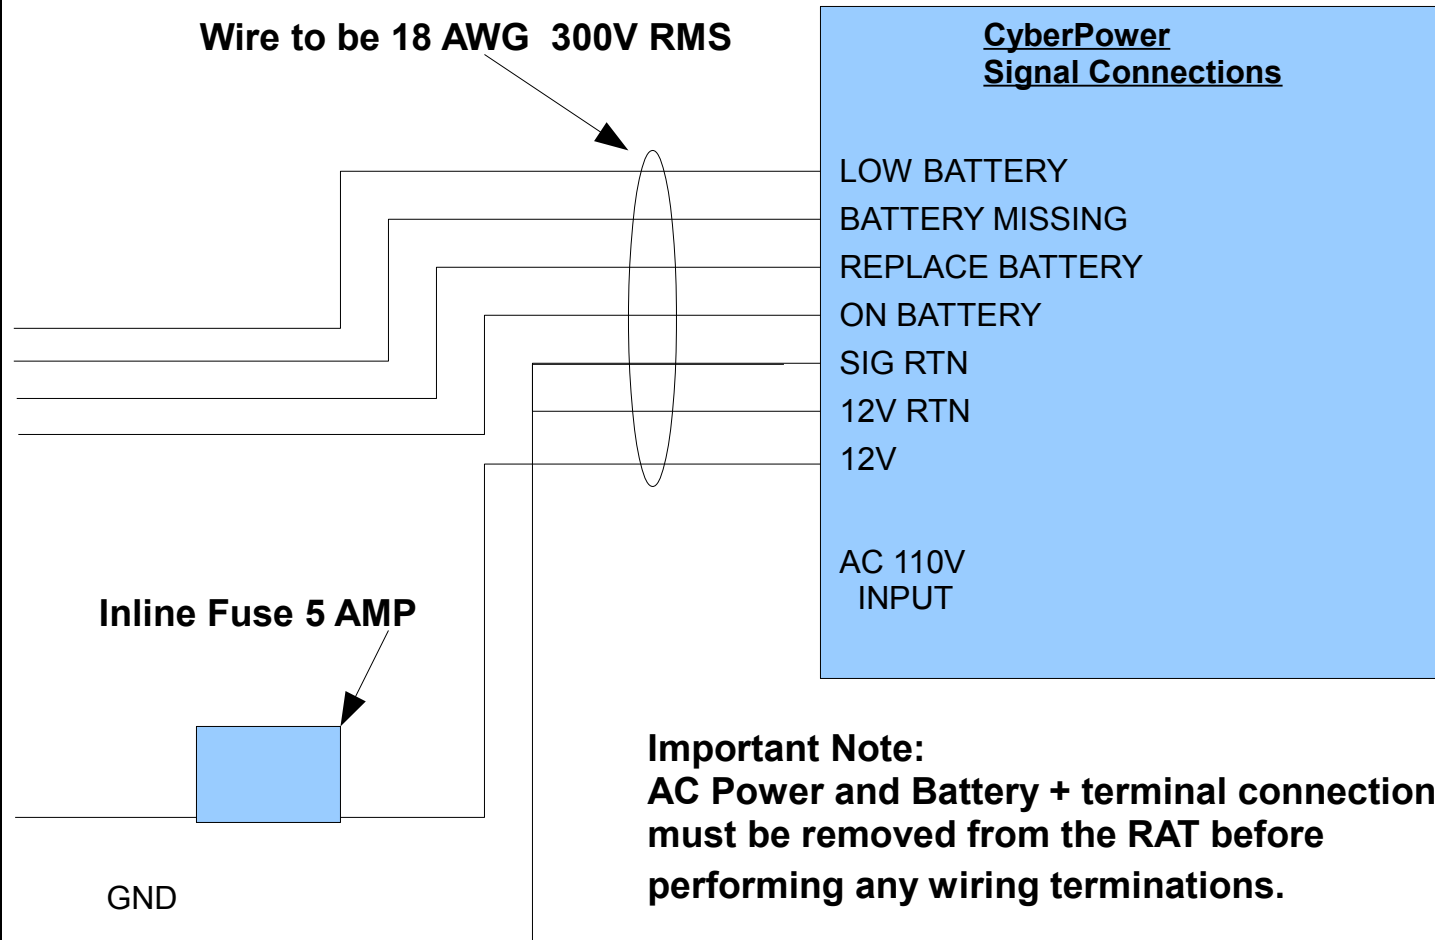 Wire to be 18 AWG  300V RMS
CyberPower
Signal Connections
LOW BATTERY
BATTERY MISSING
REPLACE BATTERY
ON BATTERY
SIG RTN
12V RTN
12V
AC 110V
INPUT
Inline Fuse 5 AMP
Important Note:
AC Power and Battery + terminal connection
must be removed from the RAT before
performing any wiring terminations.
GND